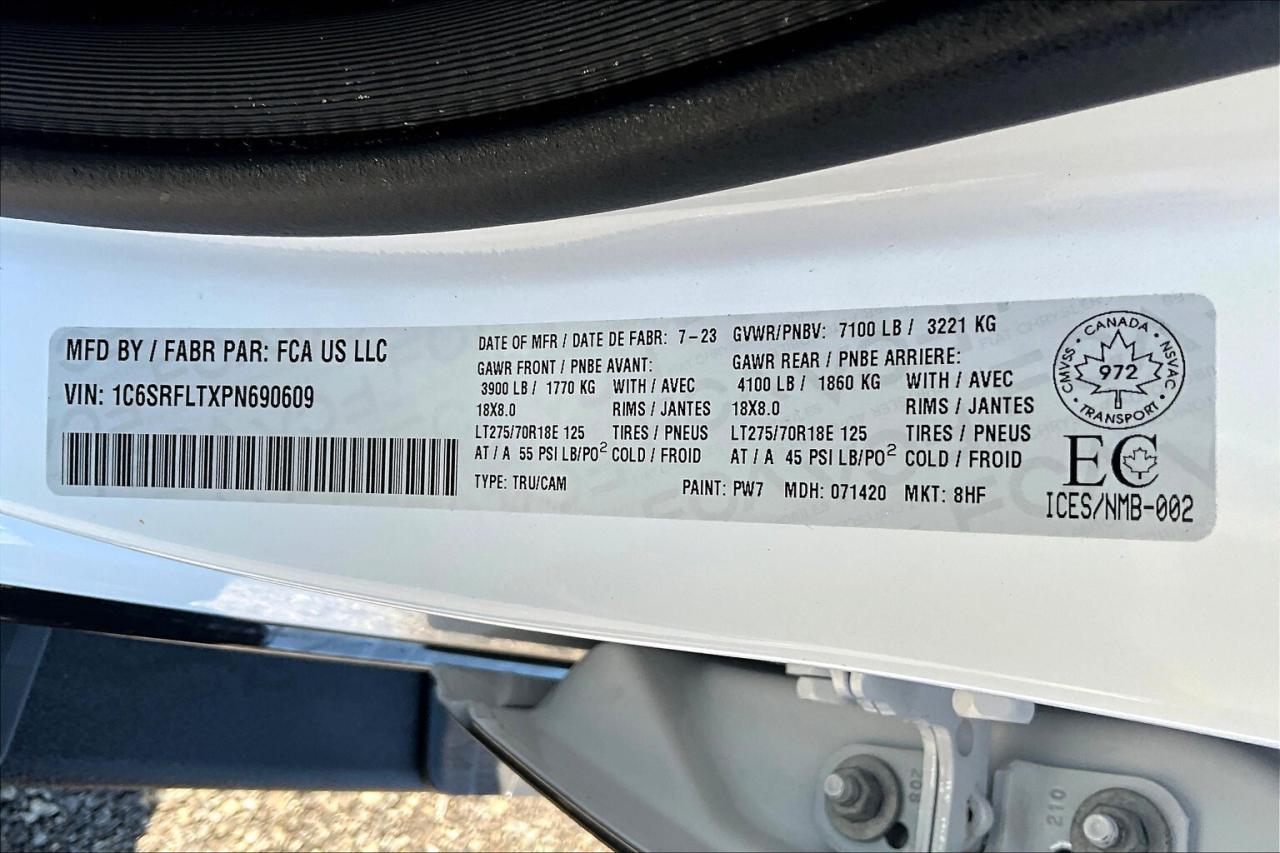 MFD BY / FABR PAR: FCA US LLC
VIN: 1C6SRFLTXPN690609
DATE OF MFR / DATE DE FABR: 7-23 GVWR/PNBV: 7100 LB / 3221 KG
GAWR FRONT / PNBE AVANT: GAWR REAR / PNBE ARRIERE:
3900 LB / 1770 KG WITH / AVEC 4100 LB / 1860 KG WITH / AVEC
18X8.0 RIMS / JANTES 18X8.0 RIMS / JANTES
LT275/70R18E 125 TIRES / PNEUS LT275/70R18E 125 TIRES / PNEUS
AT / A 55 PSI LB/PO² COLD / FROID AT / A 45 PSI LB/PO² COLD / FROID
TYPE: TRU/CAM PAINT: PW7 MDH: 071420 MKT: 8HF
CANADA
CMVSS • NSVAC
972
TRANSPORT
EC
ICES/NMB-002
208
210